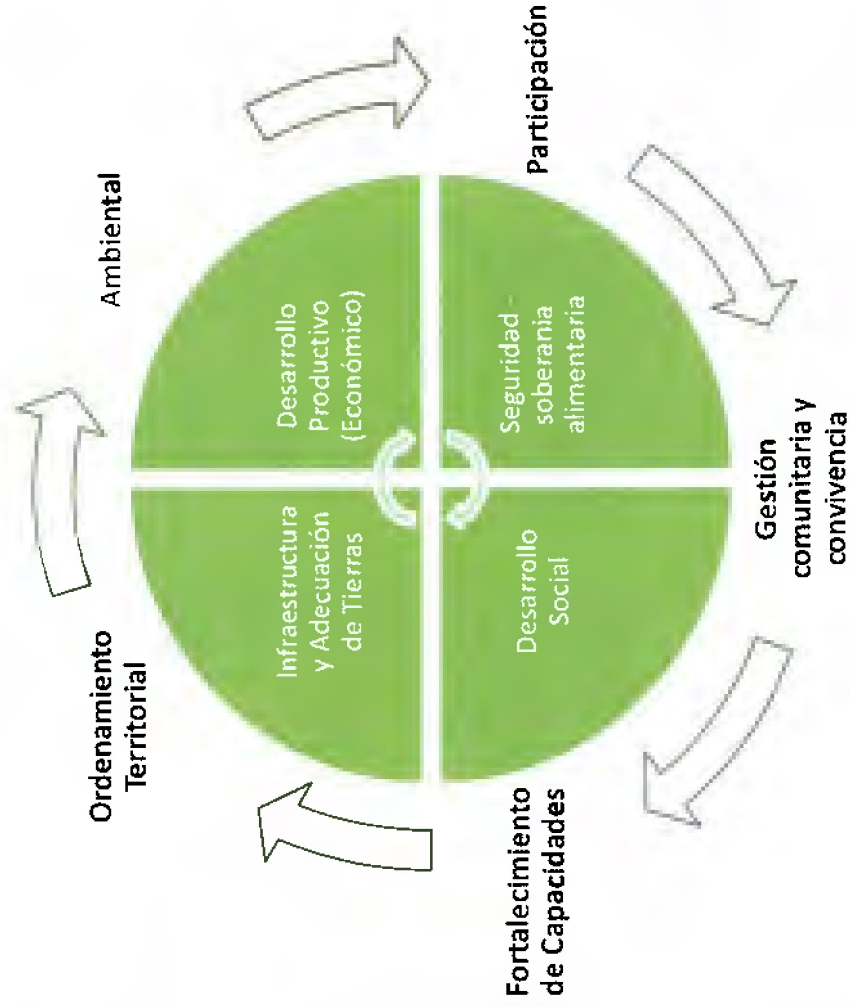 Ordenamiento
Territorial
Ambiental
Infraestructura
y Adecuación
de Tierras
Desarrollo
Productivo
(Económico)
Fortalecimiento
de Capacidades
Participación
Desarrollo
Social
Seguridad -
soberanía
alimentaria
Gestión
comunitaria y
convivencia